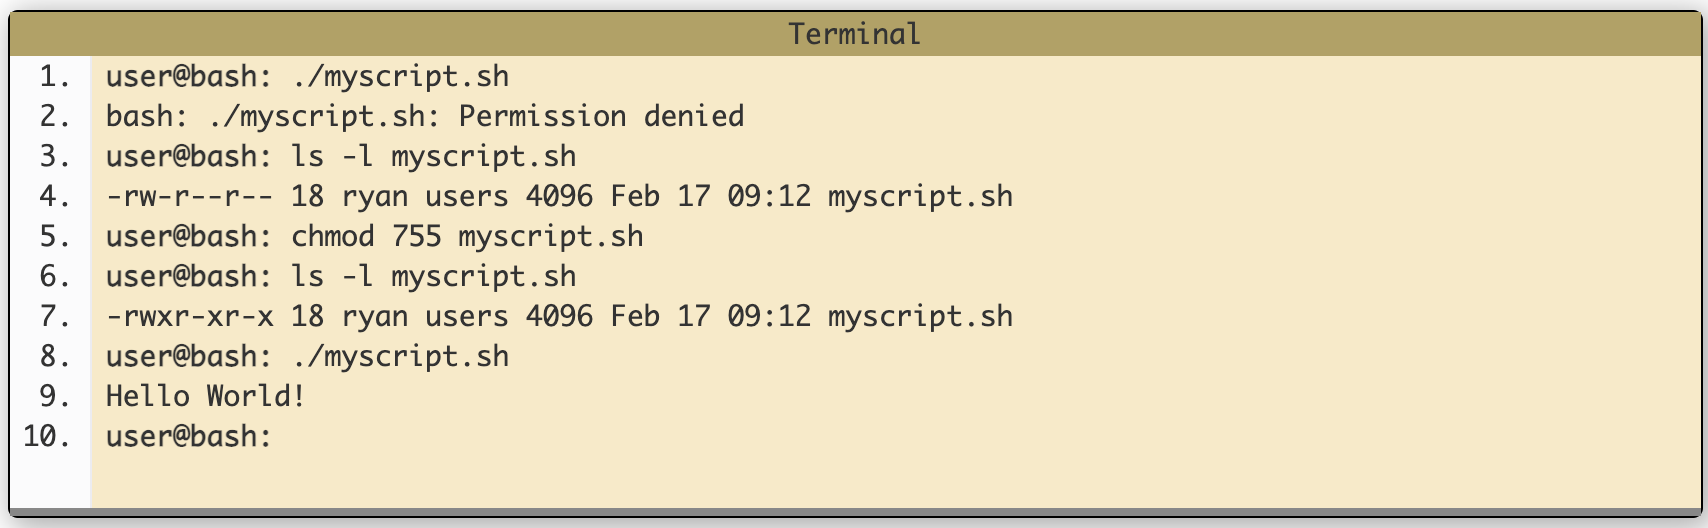 Terminal
1. user@bash: ./myscript.sh
2. bash: ./myscript.sh: Permission denied
3. user@bash: ls -l myscript.sh
4. -rw-r--r-- 18 ryan users 4096 Feb 17 09:12 myscript.sh
5. user@bash: chmod 755 myscript.sh
6. user@bash: ls -l myscript.sh
7. -rwxr-xr-x 18 ryan users 4096 Feb 17 09:12 myscript.sh
8. user@bash: ./myscript.sh
9. Hello World!
10. user@bash: